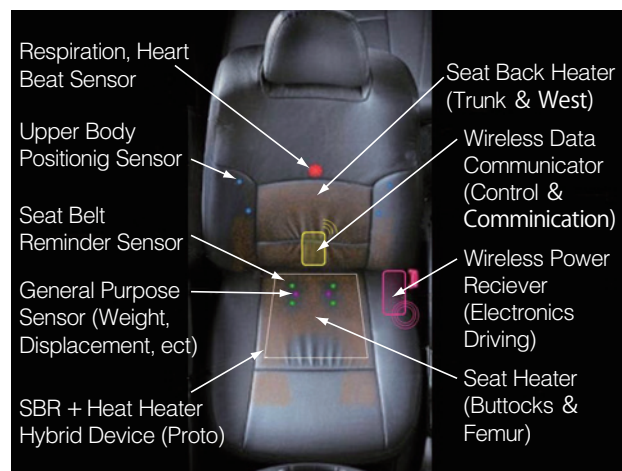 Respiration, Heart
Beat Sensor
Upper Body
Positionig Sensor
Seat Belt
Reminder Sensor
General Purpose
Sensor (Weight,
Displacement, ect)
SBR + Heat Heater
Hybrid Device (Proto)
Seat Back Heater
(Trunk & West)
Wireless Data
Communicator
(Control &
Comminication)
Wireless Power
Reciever
(Electronics
Driving)
Seat Heater
(Buttocks &
Femur)